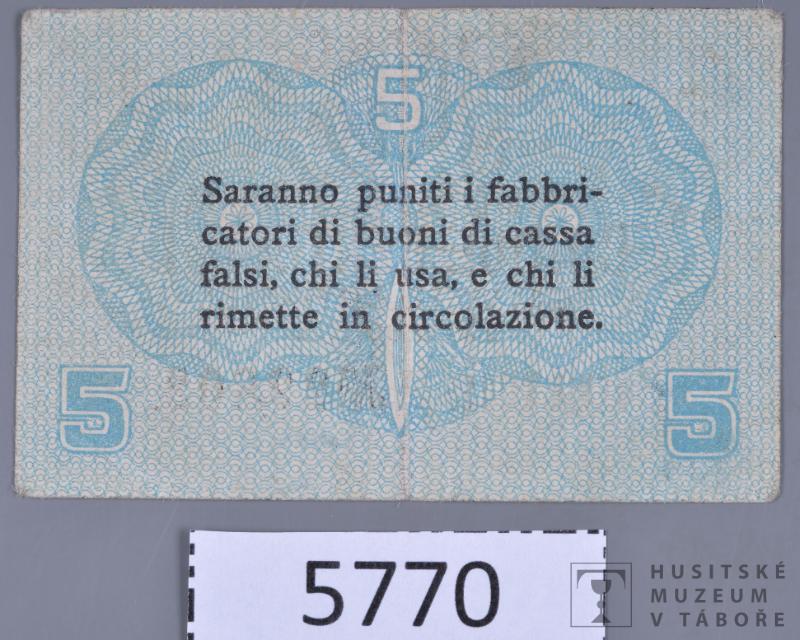 5
Saranno puniti i fabbri-
catori di buoni di cassa
falsi, chi li usa, e chi li
rimette in circolazione.
5 5
5770
HUSITSKÉ
MUZEUM
V TÁBOŘE